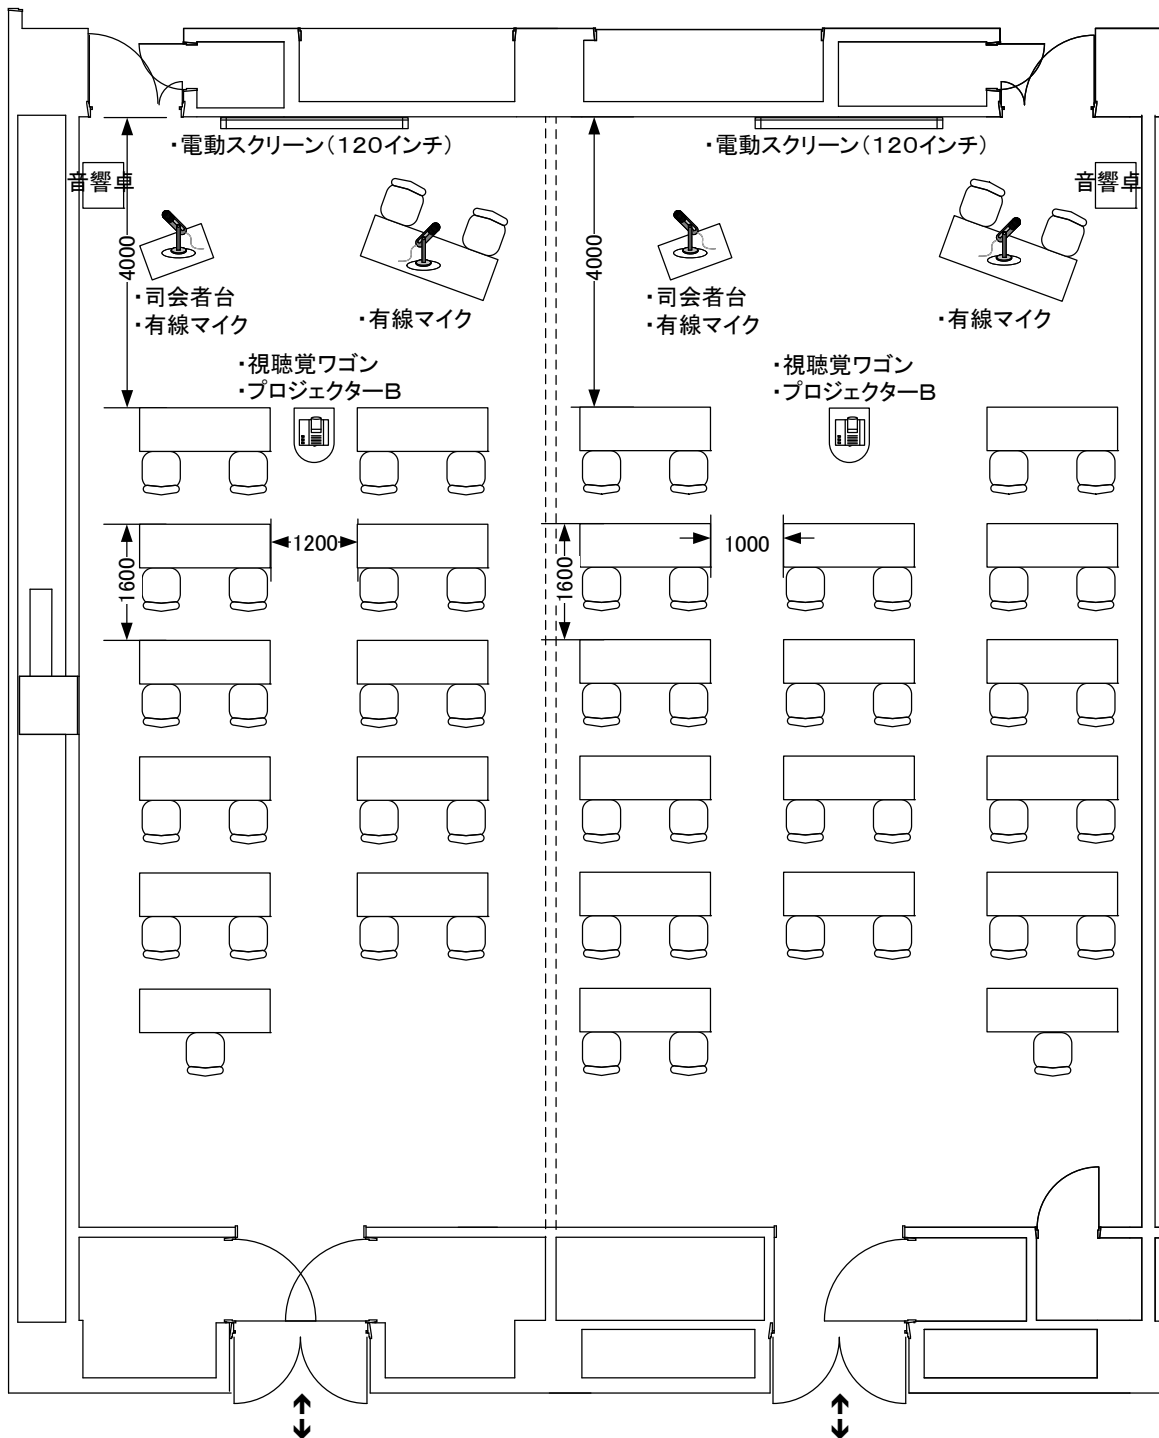 ・電動スクリーン（１２０インチ）
・電動スクリーン（１２０インチ）
音響卓
音響卓
4000
4000
・司会者台
・有線マイク
・有線マイク
・司会者台
・有線マイク
・有線マイク
・視聴覚ワゴン
・プロジェクターＢ
・視聴覚ワゴン
・プロジェクターＢ
1200
1000
1600
1600